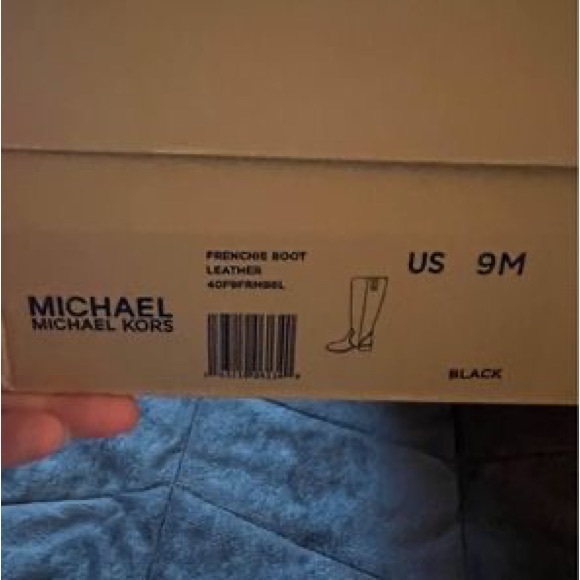 FRENCHIE BOOT
LEATHER
40F9FRHB6L
US 9M
MICHAEL
MICHAEL KORS
BLACK